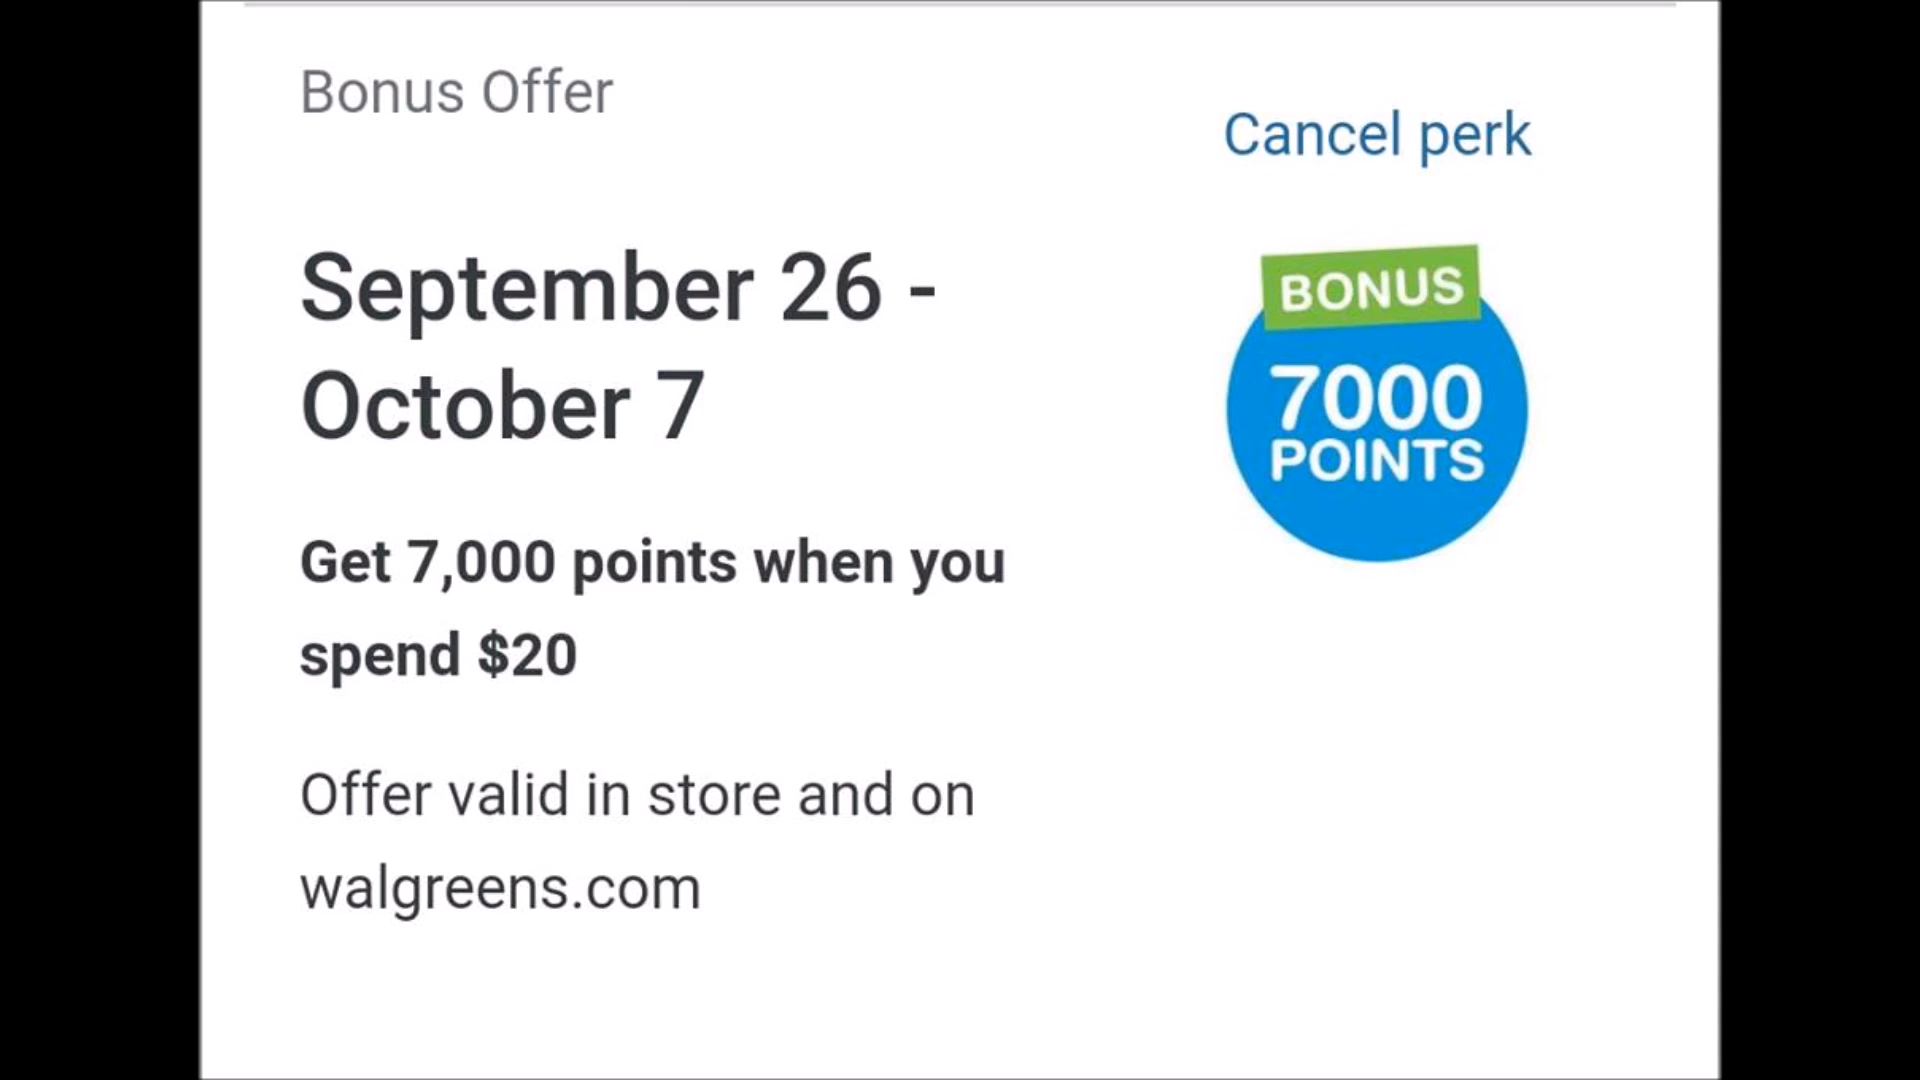 Bonus Offer
Cancel perk
September 26 -
October 7
BONUS
7000
POINTS
Get 7,000 points when you
spend $20
Offer valid in store and on
walgreens.com